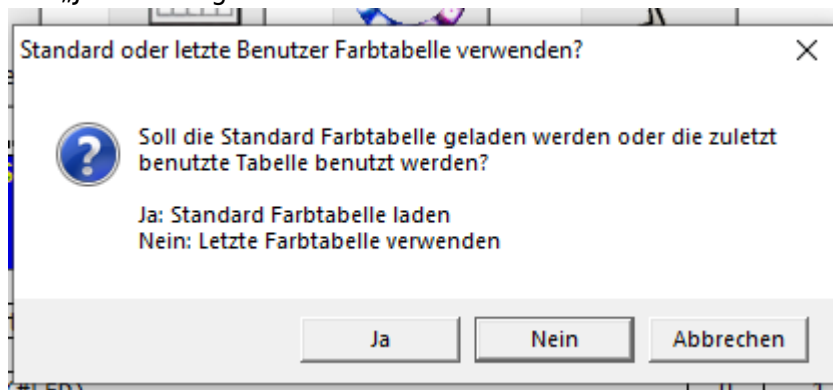 Standard oder letzte Benutzer Farbtabelle verwenden?
Soll die Standard Farbtabelle geladen werden oder die zuletzt
benutzte Tabelle benutzt werden?
Ja: Standard Farbtabelle laden
Nein: Letzte Farbtabelle verwenden
Ja Nein Abbrechen